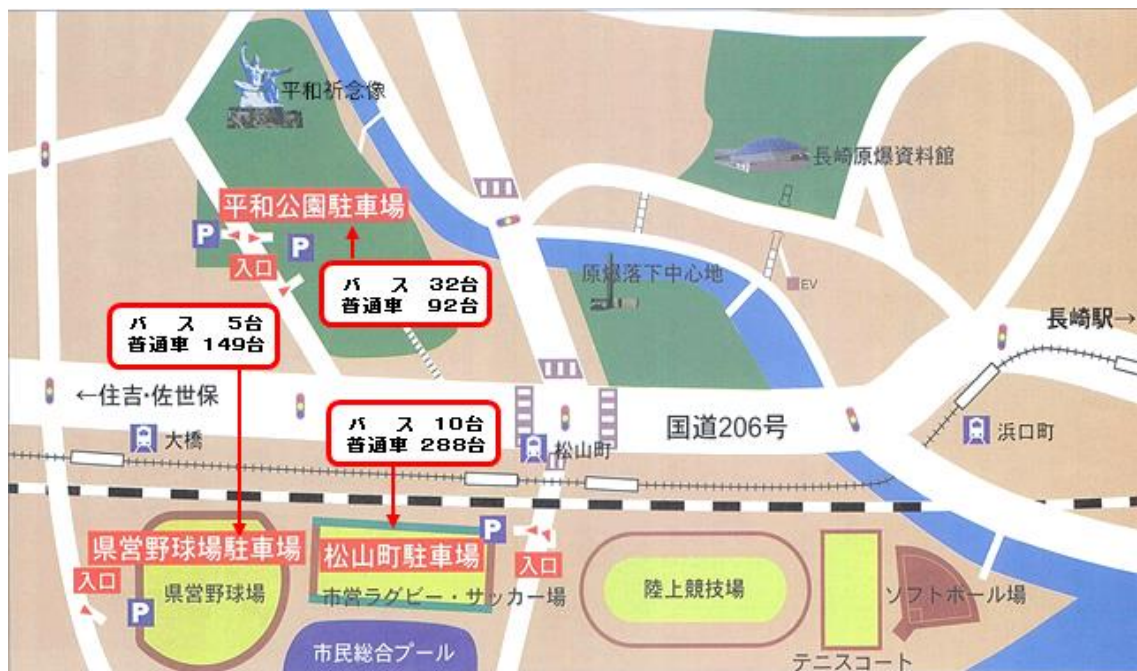 平和祈念像
長崎原爆資料館
平和公園駐車場
P
P
入口
バス 32台
普通車 92台
原爆落下中心地
EV
バス 5台
普通車 149台
長崎駅→
←住吉・佐世保
バス 10台
普通車 288台
国道206号
大橋
松山町
浜口町
県営野球場駐車場
松山町駐車場
P
入口
入口
P
県営野球場
市営ラグビー・サッカー場
陸上競技場
ソフトボール場
市民総合プール
テニスコート